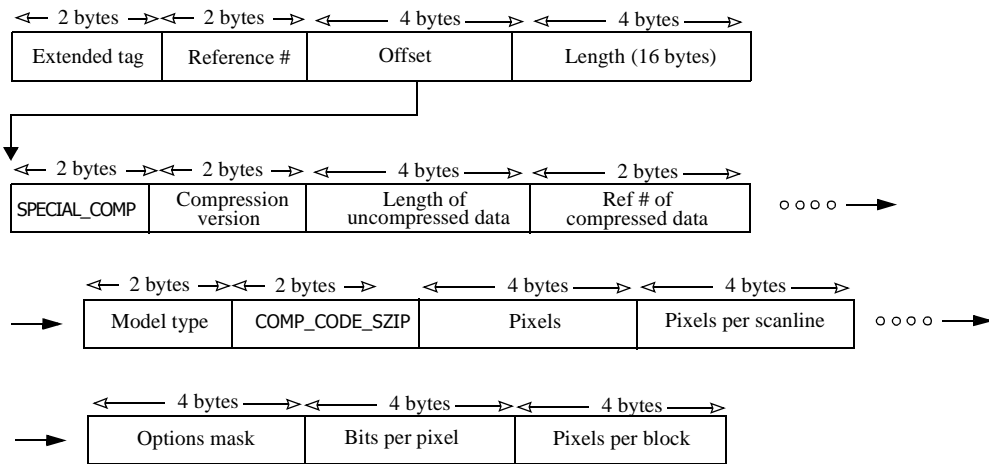 2 bytes 2 bytes 4 bytes 4 bytes
Extended tag Reference # Offset Length (16 bytes)
2 bytes 2 bytes 4 bytes 2 bytes
SPECIAL_COMP Compression version Length of uncompressed data Ref # of compressed data
2 bytes 2 bytes 4 bytes 4 bytes
Model type COMP_CODE_SZIP Pixels Pixels per scanline
4 bytes 4 bytes 4 bytes
Options mask Bits per pixel Pixels per block